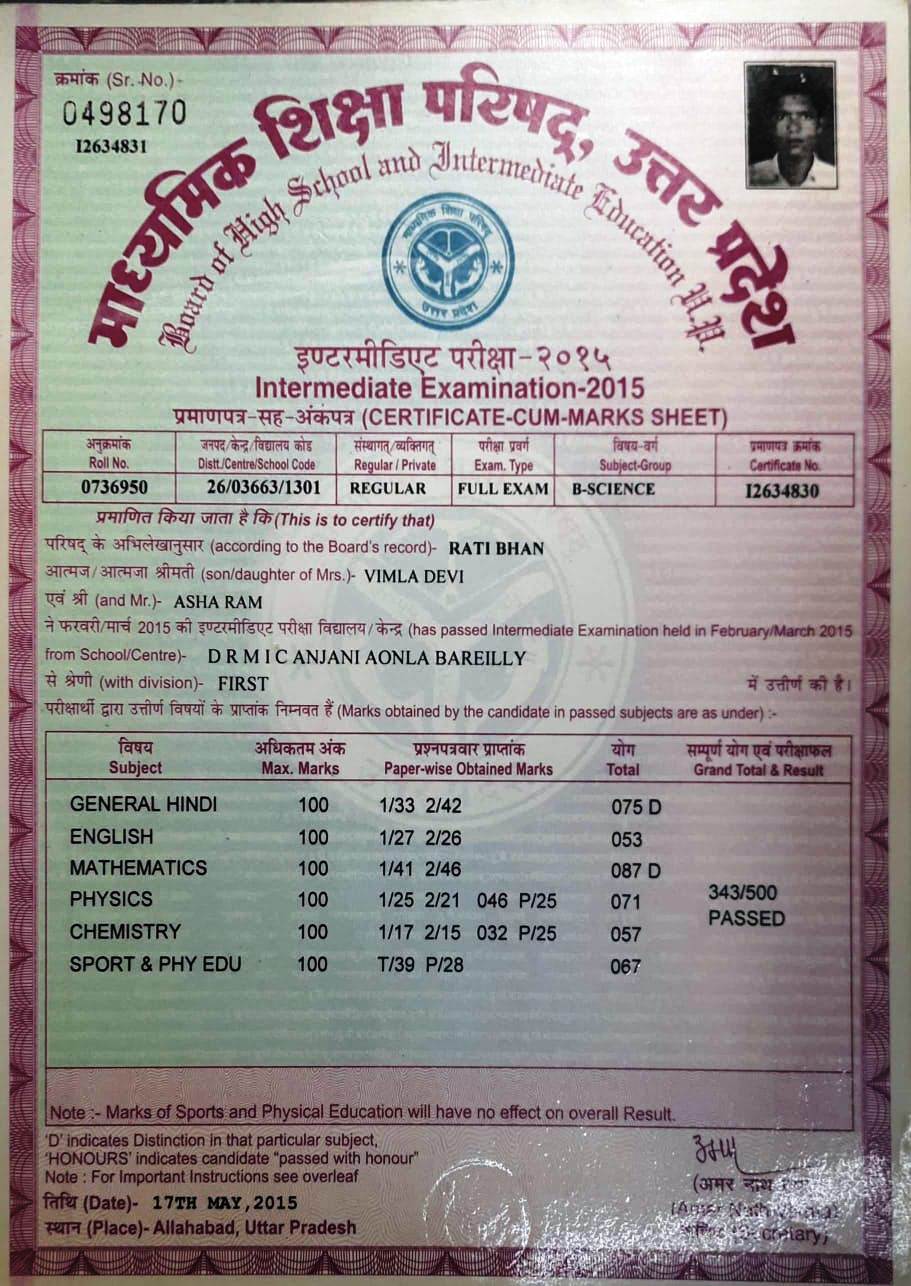 क्रमांक (Sr. No.)-
0498170
I2634831
माध्यमिक शिक्षा परिषद्, उत्तर प्रदेश
Board of High School and Intermediate Education U.P.
माध्यमिक शिक्षा परिषद्
उत्तर प्रदेश
इण्टरमीडिएट परीक्षा-२०१५
Intermediate Examination-2015
प्रमाणपत्र-सह-अंकपत्र (CERTIFICATE-CUM-MARKS SHEET)
अनुक्रमांक जनपद/केन्द्र/विद्यालय कोड संस्थागत्/व्यक्तिगत् परीक्षा प्रवर्ग विषय-वर्ग प्रमाणपत्र क्रमांक
Roll No. Distt./Centre/School Code Regular / Private Exam. Type Subject-Group Certificate No.
0736950 26/03663/1301 REGULAR FULL EXAM B-SCIENCE I2634830
प्रमाणित किया जाता है कि (This is to certify that)
परिषद् के अभिलेखानुसार (according to the Board's record)- RATI BHAN
आत्मज/आत्मजा श्रीमती (son/daughter of Mrs.)- VIMLA DEVI
एवं श्री (and Mr.)- ASHA RAM
ने फरवरी/मार्च 2015 की इण्टरमीडिएट परीक्षा विद्यालय/केन्द्र (has passed Intermediate Examination held in February/March 2015
from School/Centre)- D R M I C ANJANI AONLA BAREILLY
से श्रेणी (with division)- FIRST में उत्तीर्ण की है।
परीक्षार्थी द्वारा उत्तीर्ण विषयों के प्राप्तांक निम्नवत हैं (Marks obtained by the candidate in passed subjects are as under) :-
विषय अधिकतम अंक प्रश्नपत्रवार प्राप्तांक योग सम्पूर्ण योग एवं परीक्षाफल
Subject Max. Marks Paper-wise Obtained Marks Total Grand Total & Result
GENERAL HINDI 100 1/33 2/42 075 D
ENGLISH 100 1/27 2/26 053
MATHEMATICS 100 1/41 2/46 087 D
PHYSICS 100 1/25 2/21 046 P/25 071
343/500
PASSED
CHEMISTRY 100 1/17 2/15 032 P/25 057
SPORT & PHY EDU 100 T/39 P/28 067
Note :- Marks of Sports and Physical Education will have no effect on overall Result.
'D' indicates Distinction in that particular subject,
'HONOURS' indicates candidate "passed with honour"
Note : For Important Instructions see overleaf
तिथि (Date)- 17TH MAY, 2015
स्थान (Place)- Allahabad, Uttar Pradesh
(अमर नाथ
(Secretary)